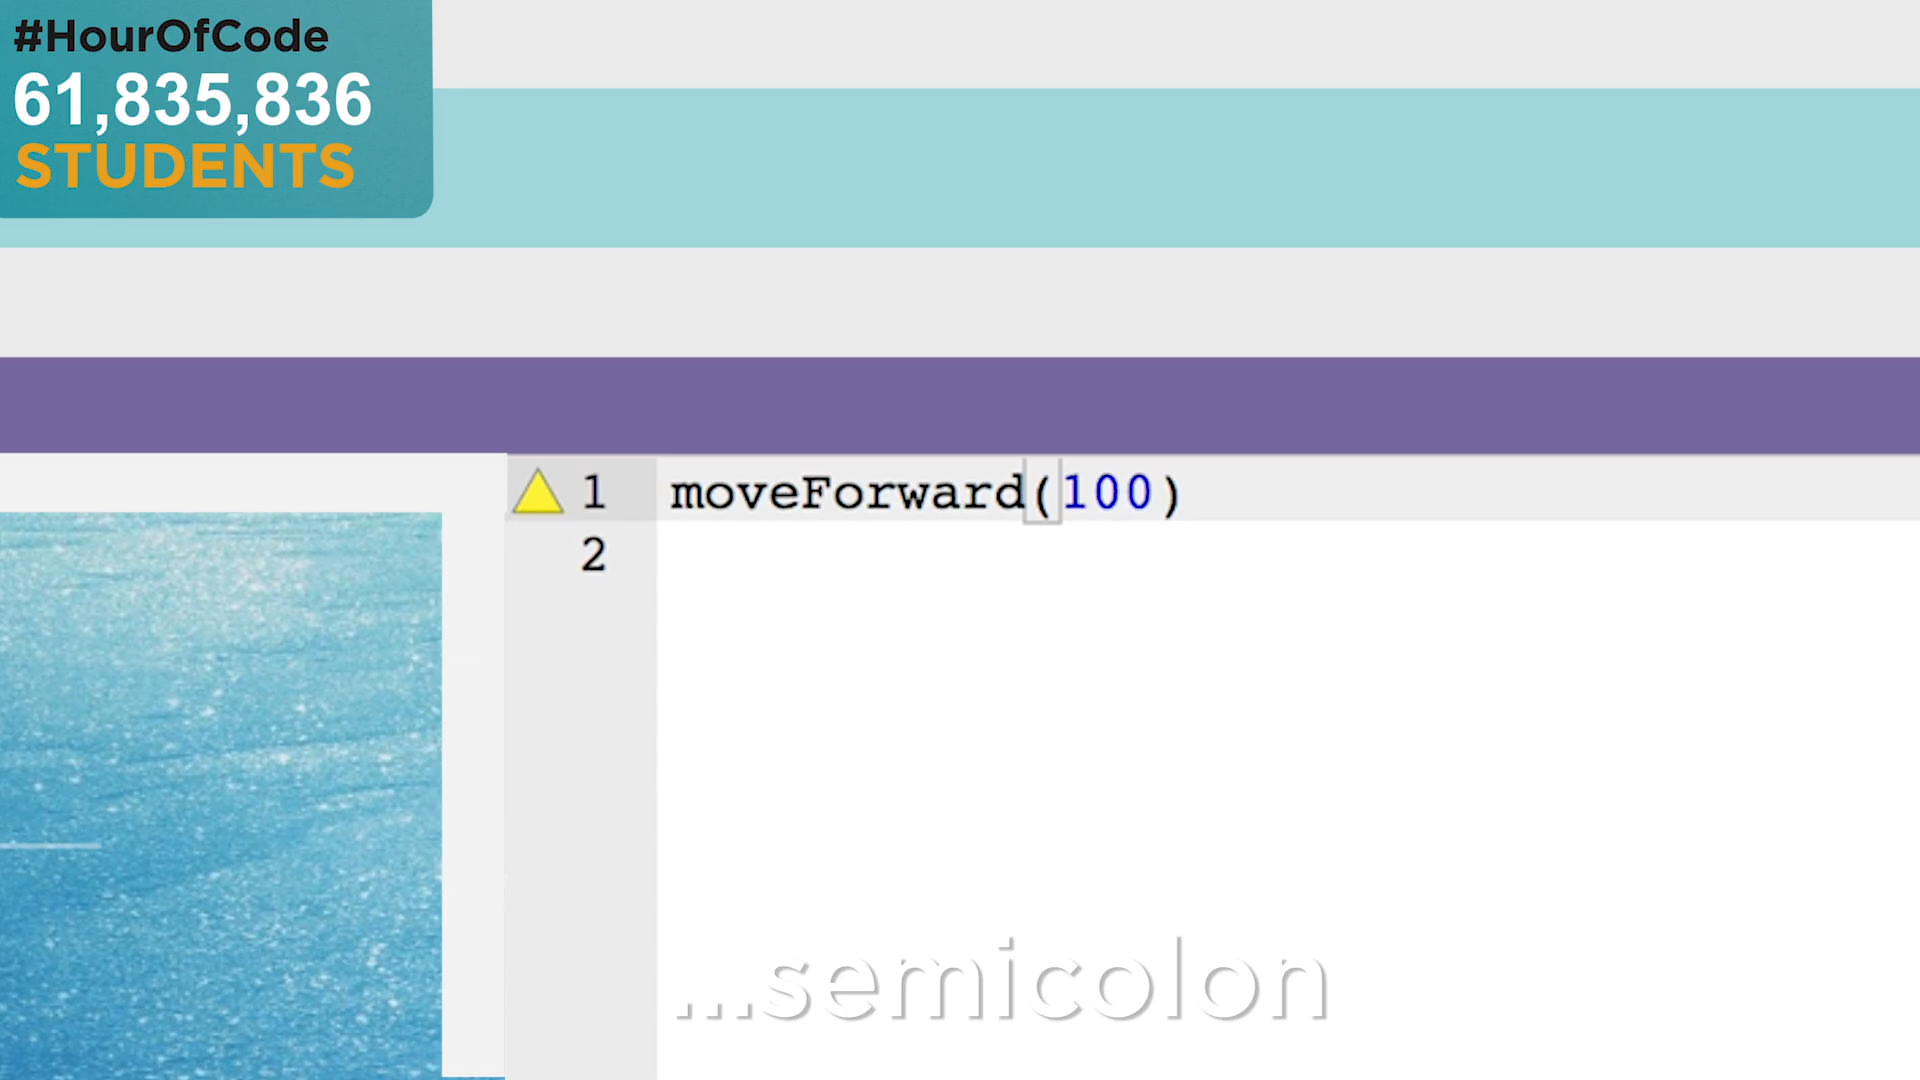 #HourOfCode
61,835,836
STUDENTS
1 moveForward(100)
2
...semicolon